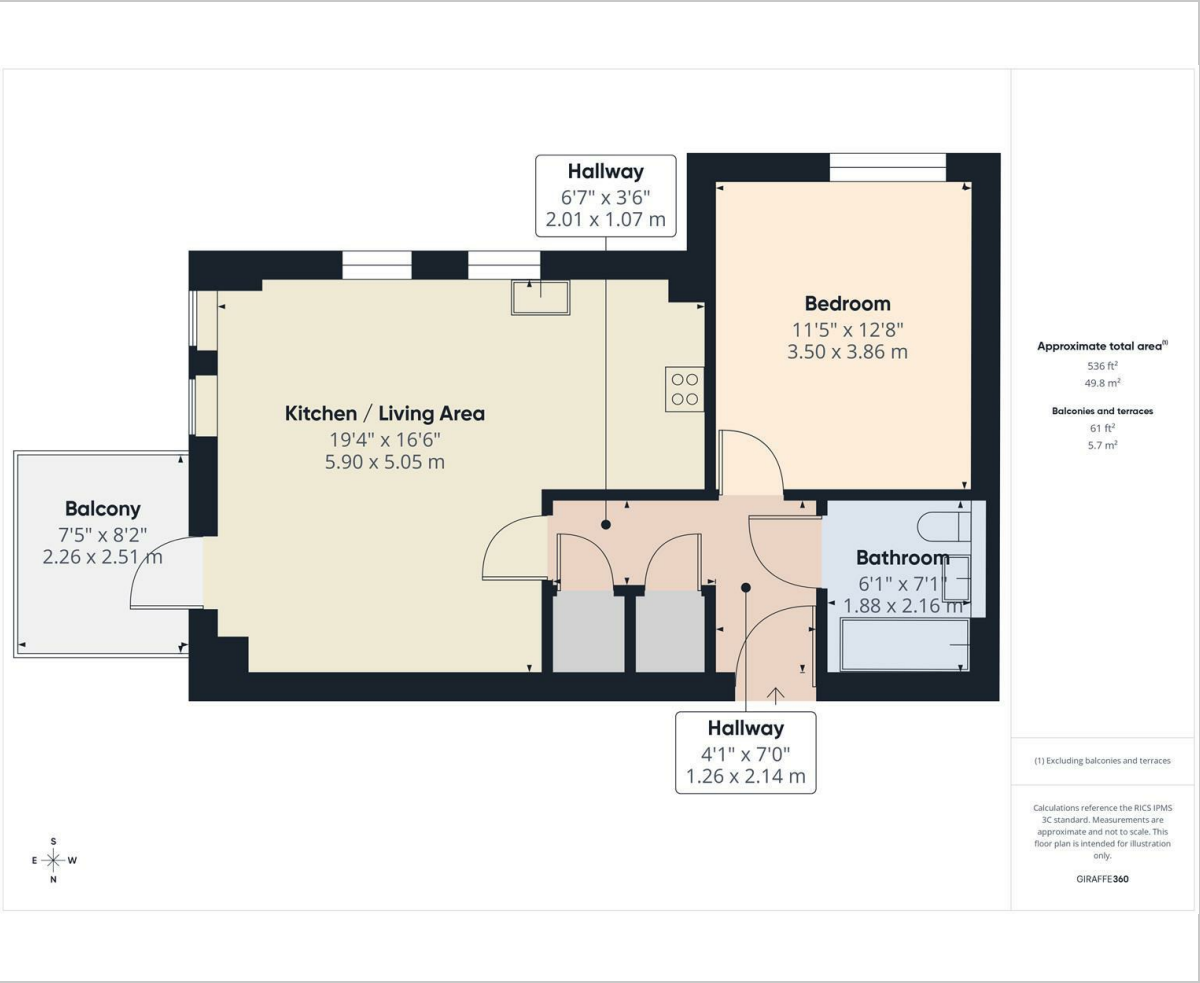 Hallway
6'7" x 3'6"
2.01 x 1.07 m
Bedroom
11'5" x 12'8"
3.50 x 3.86 m
Kitchen / Living Area
19'4" x 16'6"
5.90 x 5.05 m
Balcony
7'5" x 8'2"
2.26 x 2.51 m
Bathroom
6'1" x 7'1"
1.88 x 2.16 m
Hallway
4'1" x 7'0"
1.26 x 2.14 m
S
E W
N
Approximate total area(1)
536 ft²
49.8 m²
Balconies and terraces
61 ft²
5.7 m²
(1) Excluding balconies and terraces
Calculations reference the RICS IPMS
3C standard. Measurements are
approximate and not to scale. This
floor plan is intended for illustration
only.
GIRAFFE360